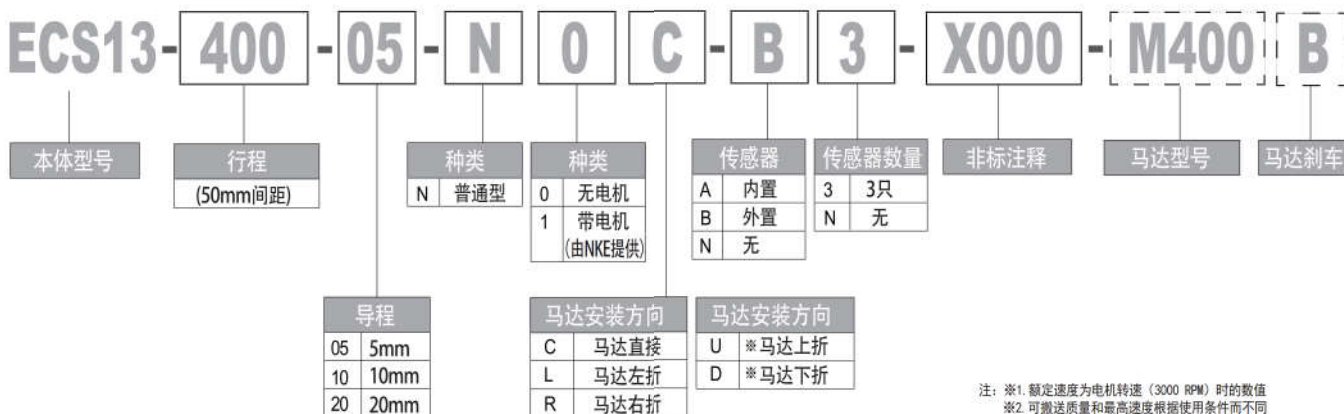 ECS13-400-05-N0C-B3-X000-M400B
本体型号
行程
(50mm间距)
种类
N 普通型
种类
0 无电机
1 带电机
(由NKE提供)
传感器
A 内置
B 外置
N 无
传感器数量
3 3只
N 无
非标注释
马达型号
马达刹车
导程
05 5mm
10 10mm
20 20mm
马达安装方向
C 马达直接
L 马达左折
R 马达右折
马达安装方向
U ※马达上折
D ※马达下折
注: ※1. 额定速度为电机转速 (3000 RPM) 时的数值
※2. 可搬送质量和最高速度根据使用条件而不同